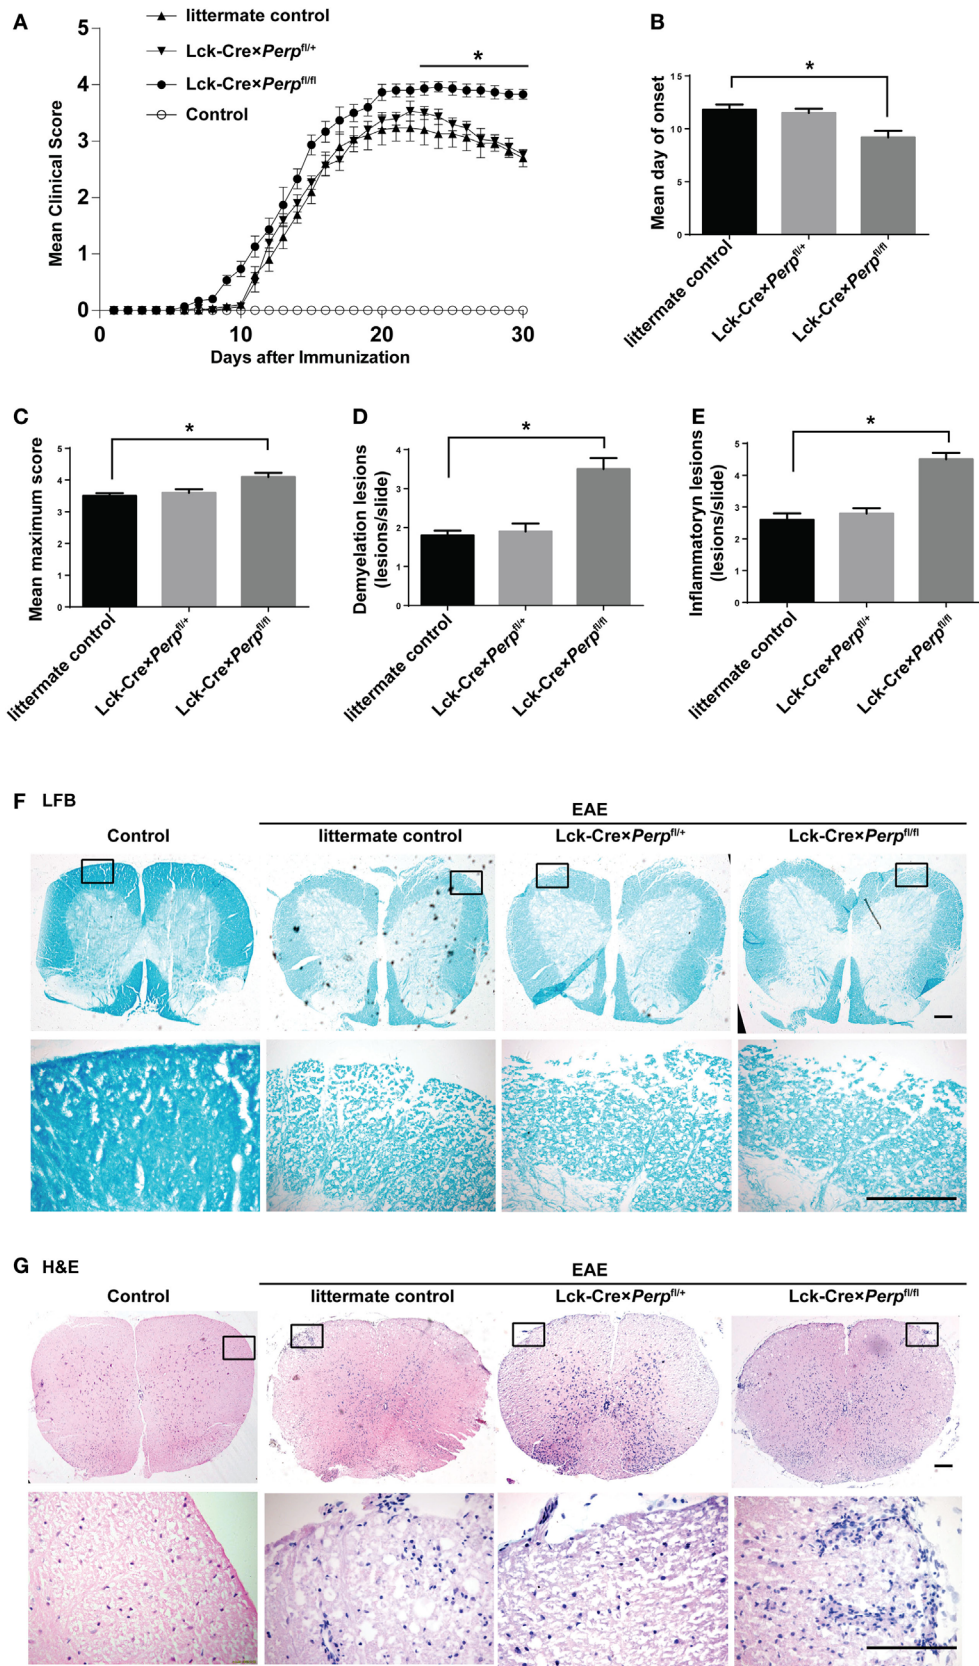 A
littermate control
Lck-Cre×Perpfl/+
Lck-Cre×Perpfl/fl
Control
Mean Clinical Score
5
4
3
2
1
0
*
0
10
20
30
Days after Immunization
B
Mean day of onset
15
10
5
0
*
littermate control
Lck-Cre×Perpfl/+
Lck-Cre×Perpfl/fl
C
Mean maximum score
5
4
3
2
1
0
*
littermate control
Lck-Cre×Perpfl/+
Lck-Cre×Perpfl/fl
D
Demyelation lesions
(lesions/slide)
4
3
2
1
0
*
littermate control
Lck-Cre×Perpfl/+
Lck-Cre×Perpfl/fl
E
Inflammatoryn lesions
(lesions/slide)
5
4
3
2
1
0
*
littermate control
Lck-Cre×Perpfl/+
Lck-Cre×Perpfl/fl
F LFB
EAE
Control littermate control Lck-Cre×Perpfl/+ Lck-Cre×Perpfl/fl
G H&E
EAE
Control littermate control Lck-Cre×Perpfl/+ Lck-Cre×Perpfl/fl